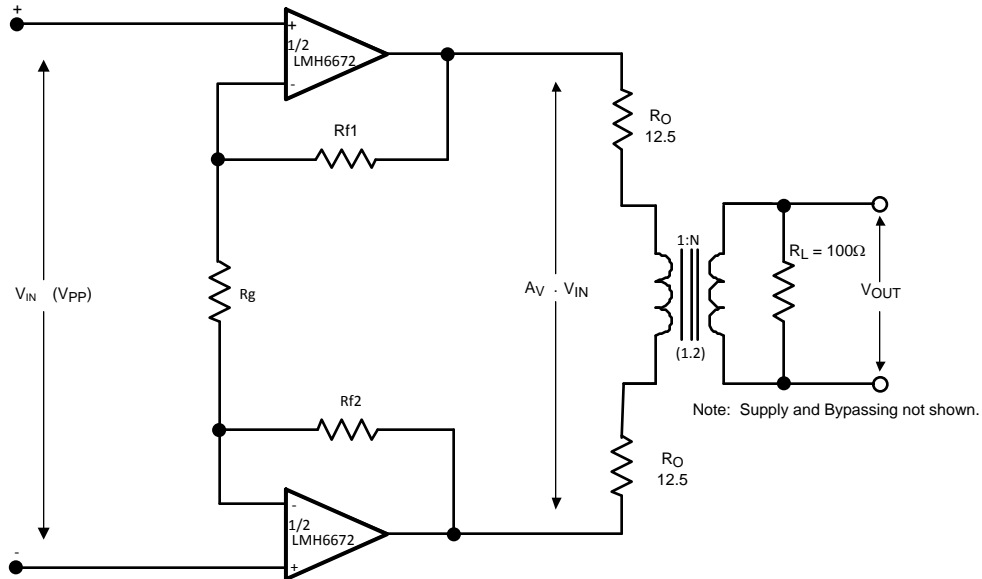 +
+
1/2
LMH6672
-
Rf1
RO
12.5
VIN (VPP)
Rg
AV . VIN
1:N
(1.2)
RL = 100Ω
VOUT
Note: Supply and Bypassing not shown.
Rf2
RO
12.5
-
1/2
LMH6672
+
-